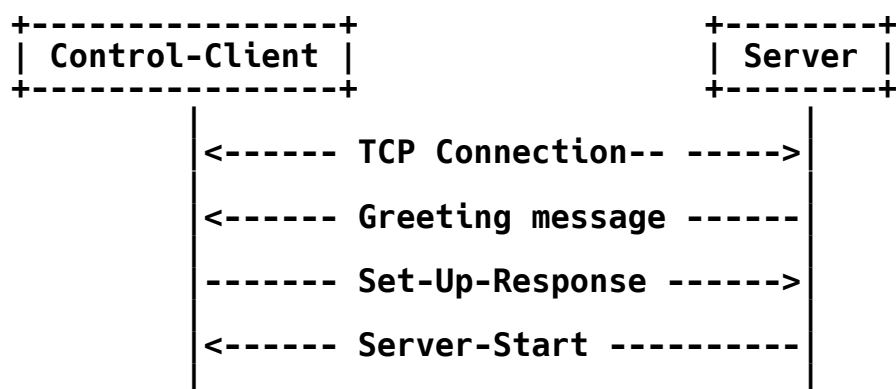 +----------------+                 +--------+
| Control-Client |                 | Server |
+----------------+                 +--------+
         |                             |
         |<------ TCP Connection-- ----->|
         |                             |
         |<------ Greeting message ------|
         |                             |
         |------- Set-Up-Response ------>|
         |                             |
         |<------ Server-Start ----------|
         |                             |